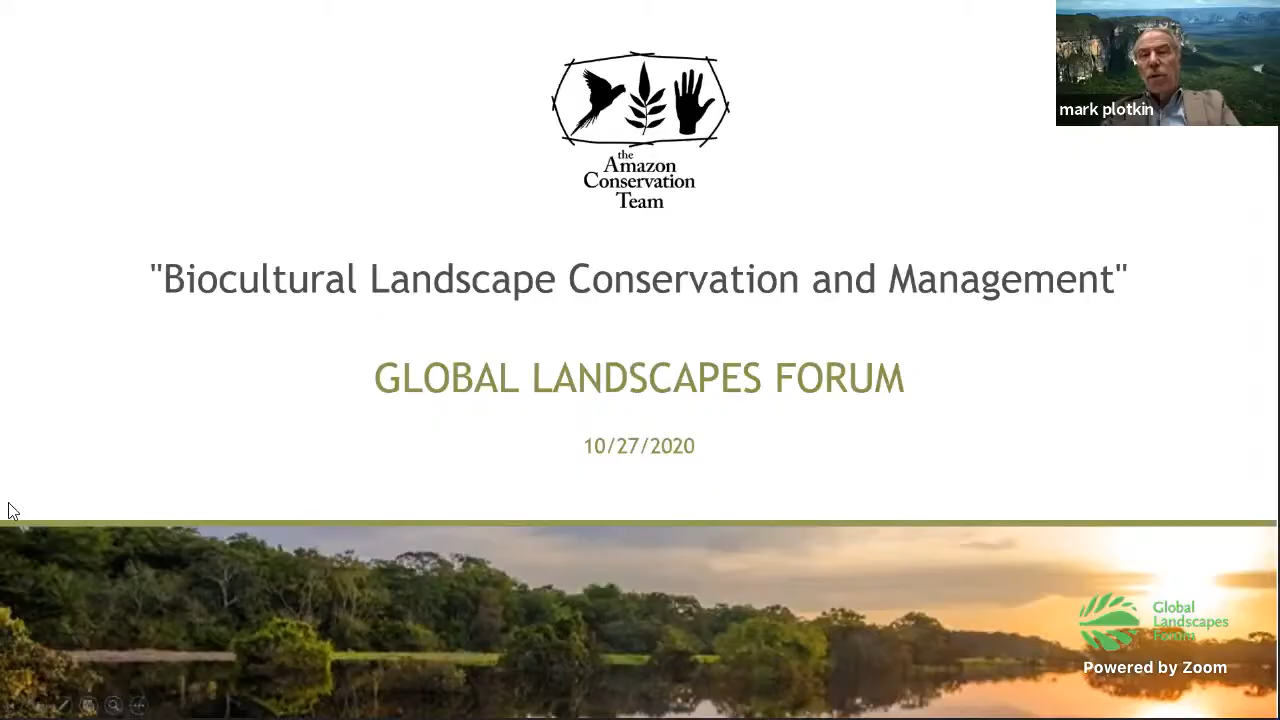 mark plotkin
the
Amazon
Conservation
Team
"Biocultural Landscape Conservation and Management"
GLOBAL LANDSCAPES FORUM
10/27/2020
Global
Landscapes
Forum
Powered by Zoom